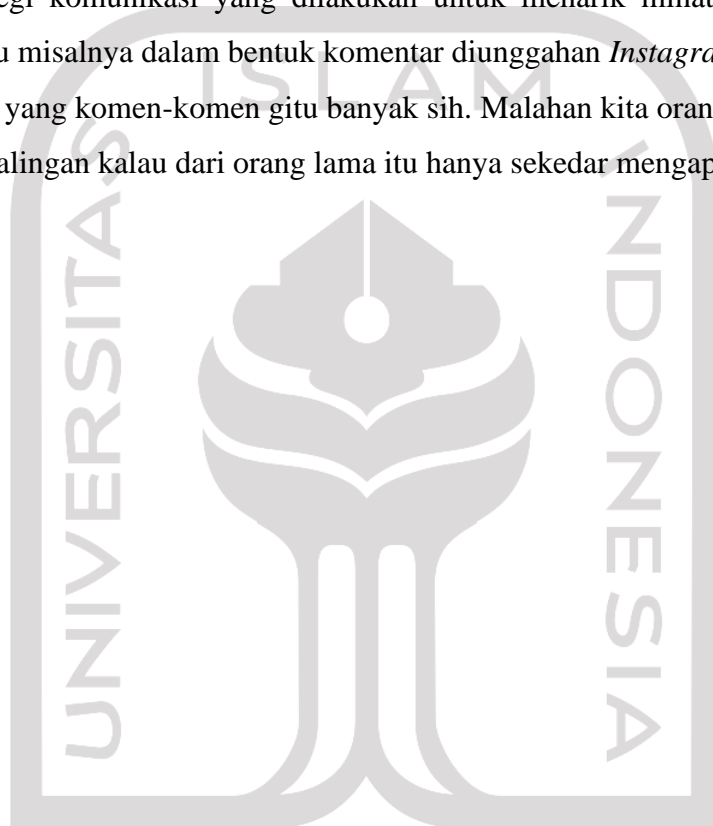 egi komunikasi yang dilakukan untuk menarik minat
u misalnya dalam bentuk komentar diunggahan Instagra
yang komen-komen gitu banyak sih. Malahan kita oran
alingan kalau dari orang lama itu hanya sekedar mengap
ISLAM
UNIVERSITAS
INDONESIA